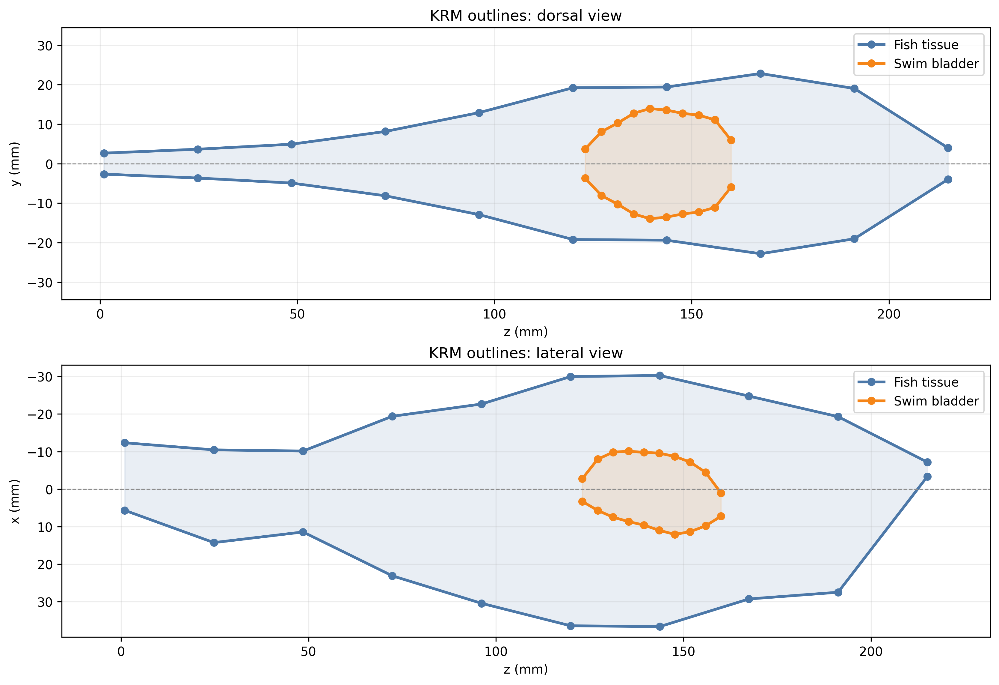 KRM outlines: dorsal view
Fish tissue
Swim bladder
30
20
10
0
−10
−20
−30
y (mm)
0 50 100 150 200
z (mm)
KRM outlines: lateral view
Fish tissue
Swim bladder
−30
−20
−10
0
10
20
30
x (mm)
0 50 100 150 200
z (mm)